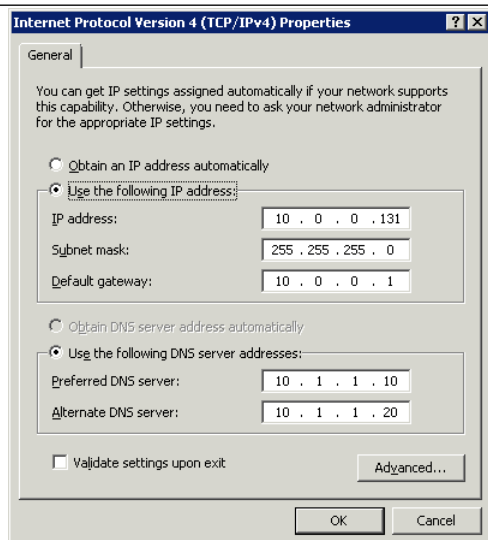 Internet Protocol Version 4 (TCP/IPv4) Properties ? X
General
You can get IP settings assigned automatically if your network supports
this capability. Otherwise, you need to ask your network administrator
for the appropriate IP settings.
Obtain an IP address automatically
Use the following IP address:
IP address: 10 . 0 . 0 . 131
Subnet mask: 255 . 255 . 255 . 0
Default gateway: 10 . 0 . 0 . 1
Obtain DNS server address automatically
Use the following DNS server addresses:
Preferred DNS server: 10 . 1 . 1 . 10
Alternate DNS server: 10 . 1 . 1 . 20
Validate settings upon exit
Advanced...
OK Cancel